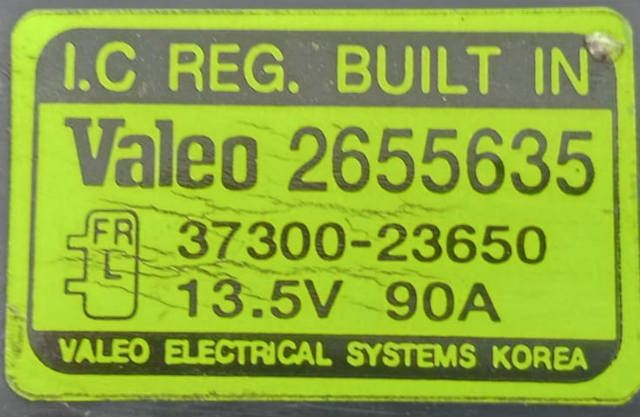 I.C REG. BUILT IN
Valeo 2655635
FR 37300-23650
L 13.5V 90A
VALEO ELECTRICAL SYSTEMS KOREA